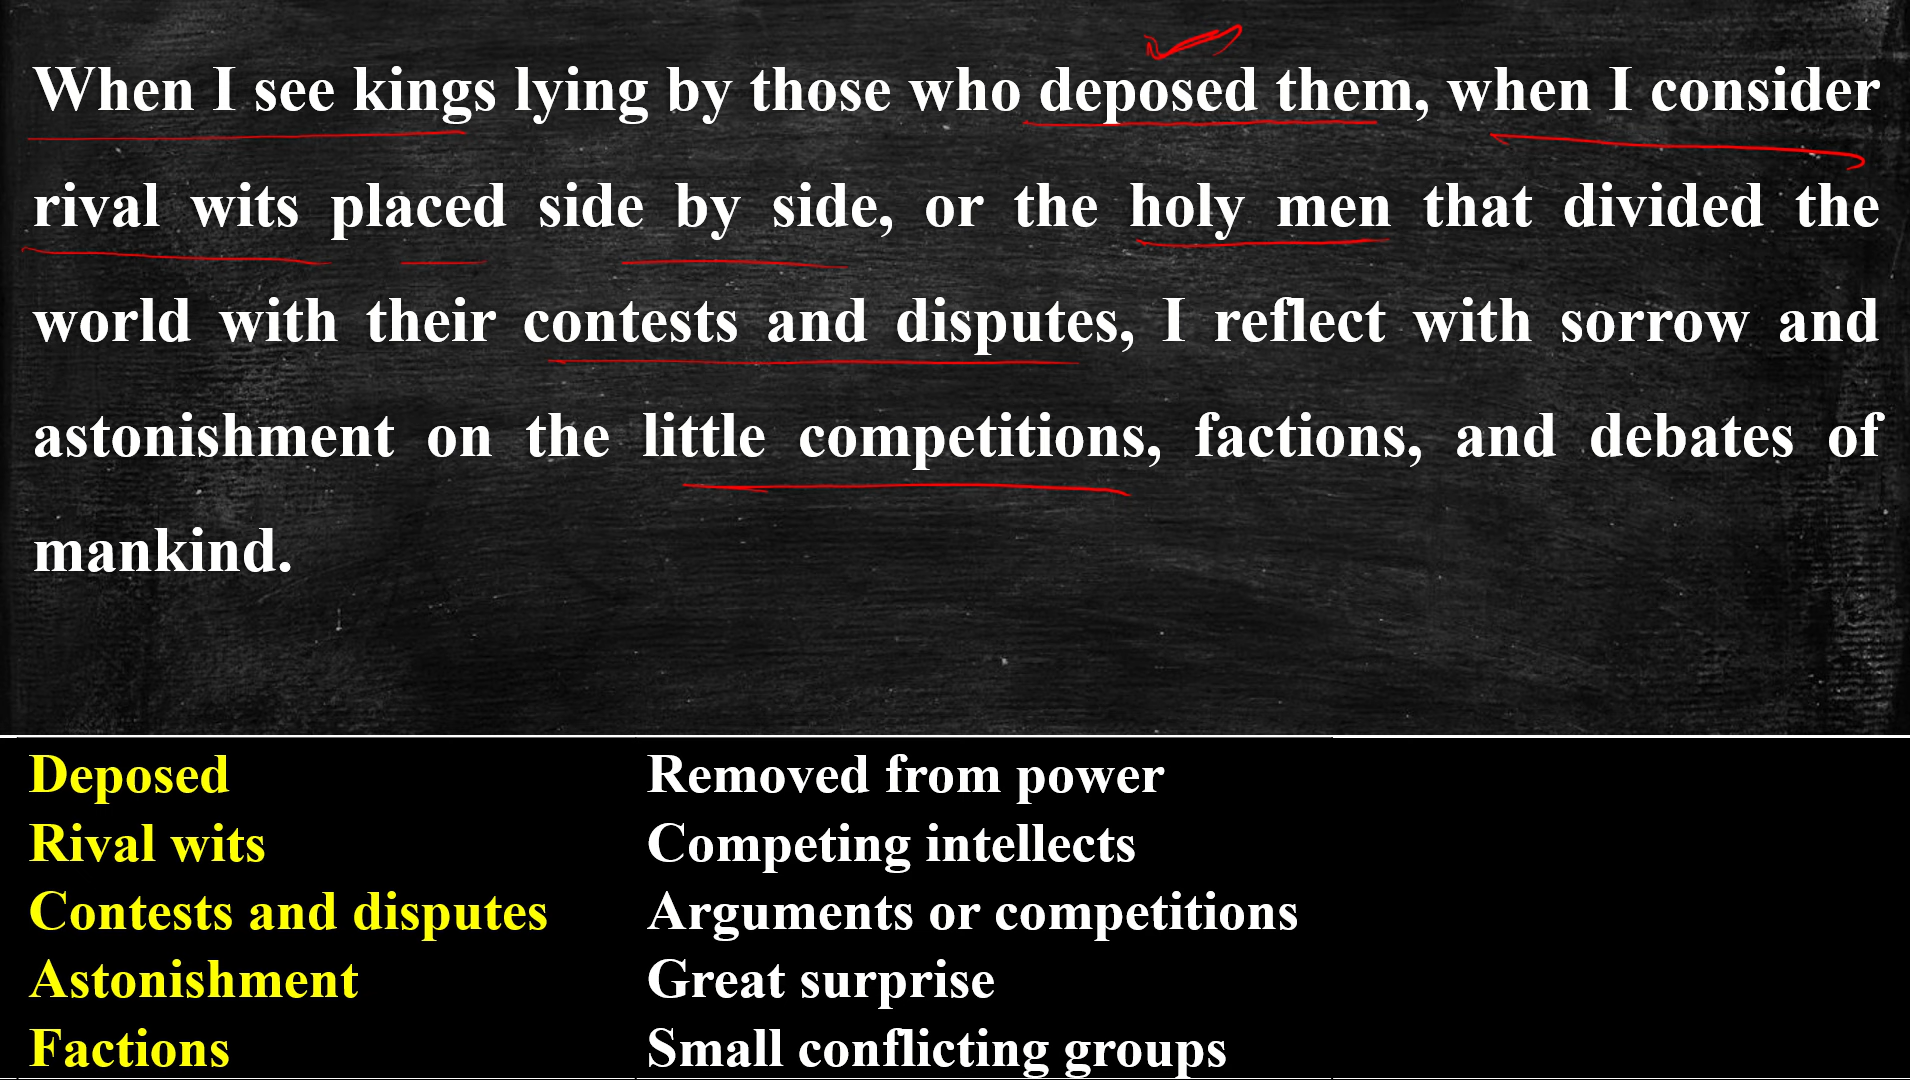 When I see kings lying by those who deposed them, when I consider
rival wits placed side by side, or the holy men that divided the
world with their contests and disputes, I reflect with sorrow and
astonishment on the little competitions, factions, and debates of
mankind.
Deposed Removed from power
Rival wits Competing intellects
Contests and disputes Arguments or competitions
Astonishment Great surprise
Factions Small conflicting groups